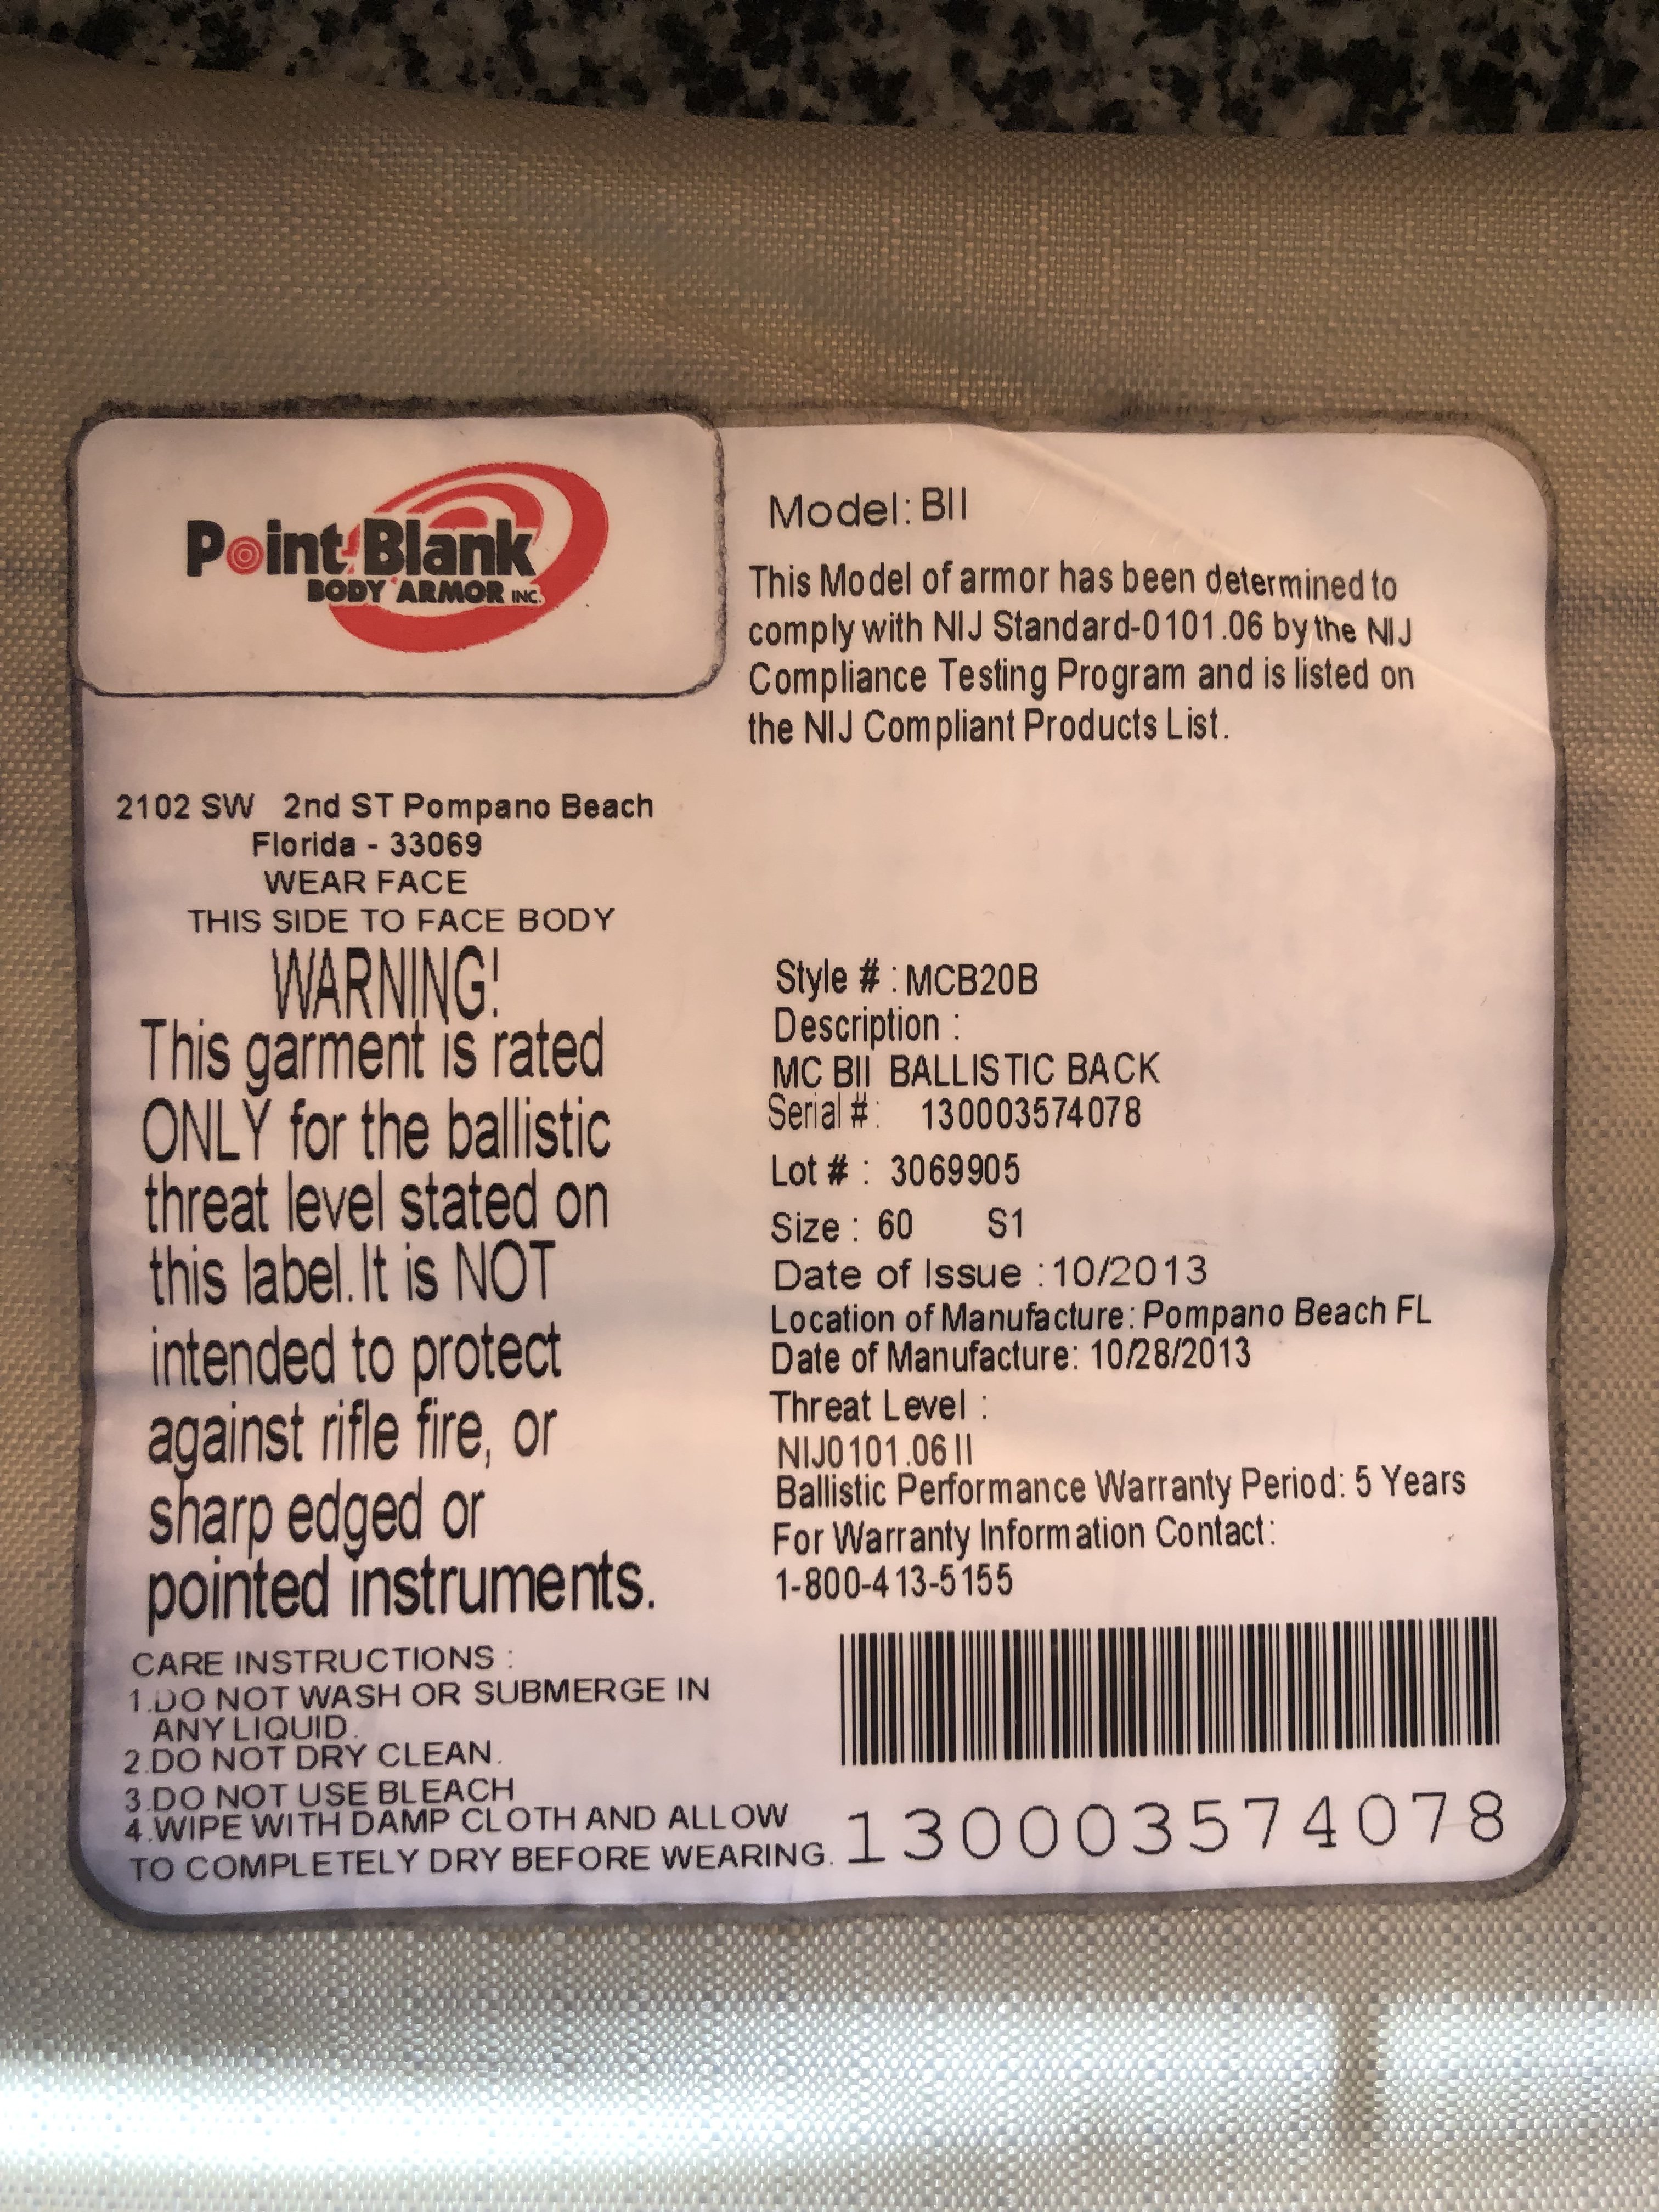 Point Blank
BODY ARMOR INC.
2102 SW 2nd ST Pompano Beach
Florida - 33069
WEAR FACE
THIS SIDE TO FACE BODY
WARNING!
This garment is rated
ONLY for the ballistic
threat level stated on
this label. It is NOT
intended to protect
against rifle fire, or
sharp edged or
pointed instruments.
CARE INSTRUCTIONS :
1.DO NOT WASH OR SUBMERGE IN
ANY LIQUID.
2.DO NOT DRY CLEAN.
3.DO NOT USE BLEACH
4.WIPE WITH DAMP CLOTH AND ALLOW
TO COMPLETELY DRY BEFORE WEARING.
Model: BII
This Model of armor has been determined to
comply with NIJ Standard-0101.06 by the NIJ
Compliance Testing Program and is listed on
the NIJ Compliant Products List.
Style # : MCB20B
Description :
MC BII BALLISTIC BACK
Serial #: 130003574078
Lot # : 3069905
Size : 60 S1
Date of Issue :10/2013
Location of Manufacture: Pompano Beach FL
Date of Manufacture: 10/28/2013
Threat Level :
NIJ0101.06 II
Ballistic Performance Warranty Period: 5 Years
For Warranty Information Contact:
1-800-413-5155
130003574078